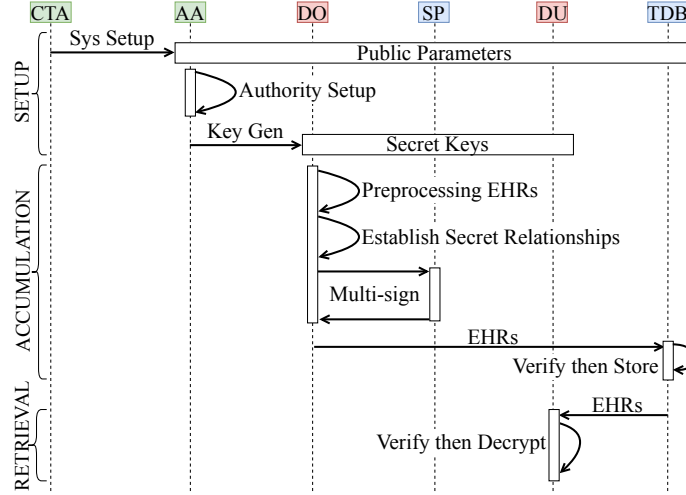 CTA
AA
DO
SP
DU
TDB
SETUP
Sys Setup
Public Parameters
Authority Setup
Key Gen
Secret Keys
ACCUMULATION
Preprocessing EHRs
Establish Secret Relationships
Multi-sign
EHRs
Verify then Store
RETRIEVAL
EHRs
Verify then Decrypt